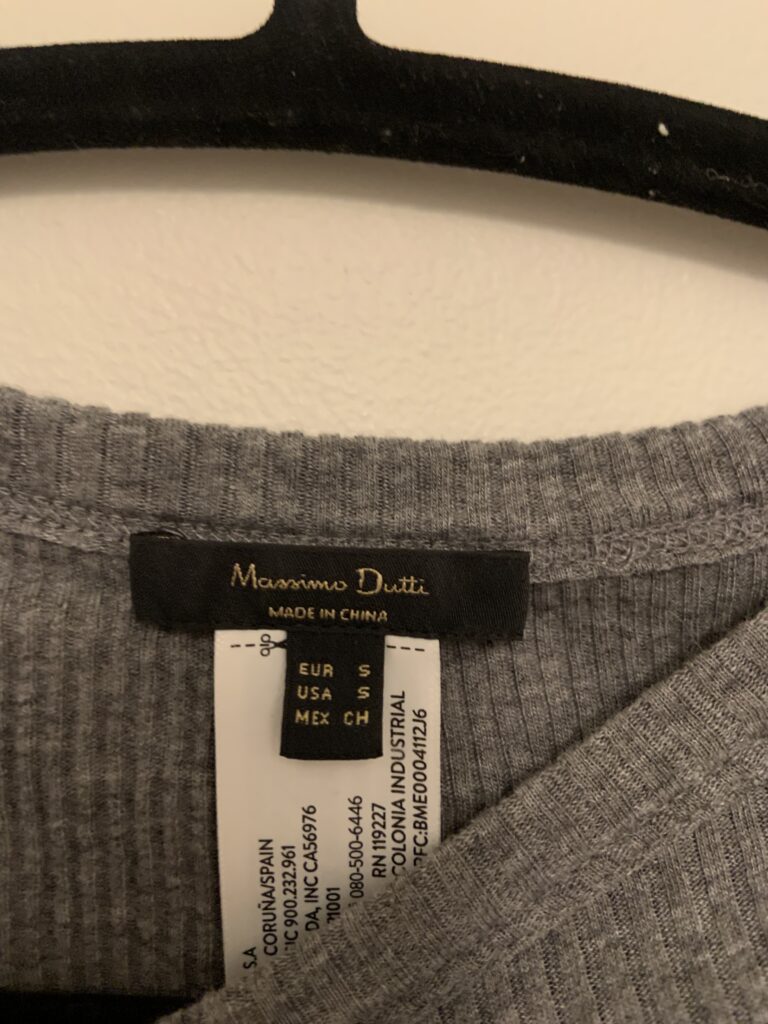 Massimo Dutti
MADE IN CHINA
EUR S
USA S
MEX CH
S.A
CORUÑA/SPAIN
IC 900.232.961
DA, INC CA56976
080-500-6446
RN 119227
COLONIA INDUSTRIAL
RFC:BME0004112J6